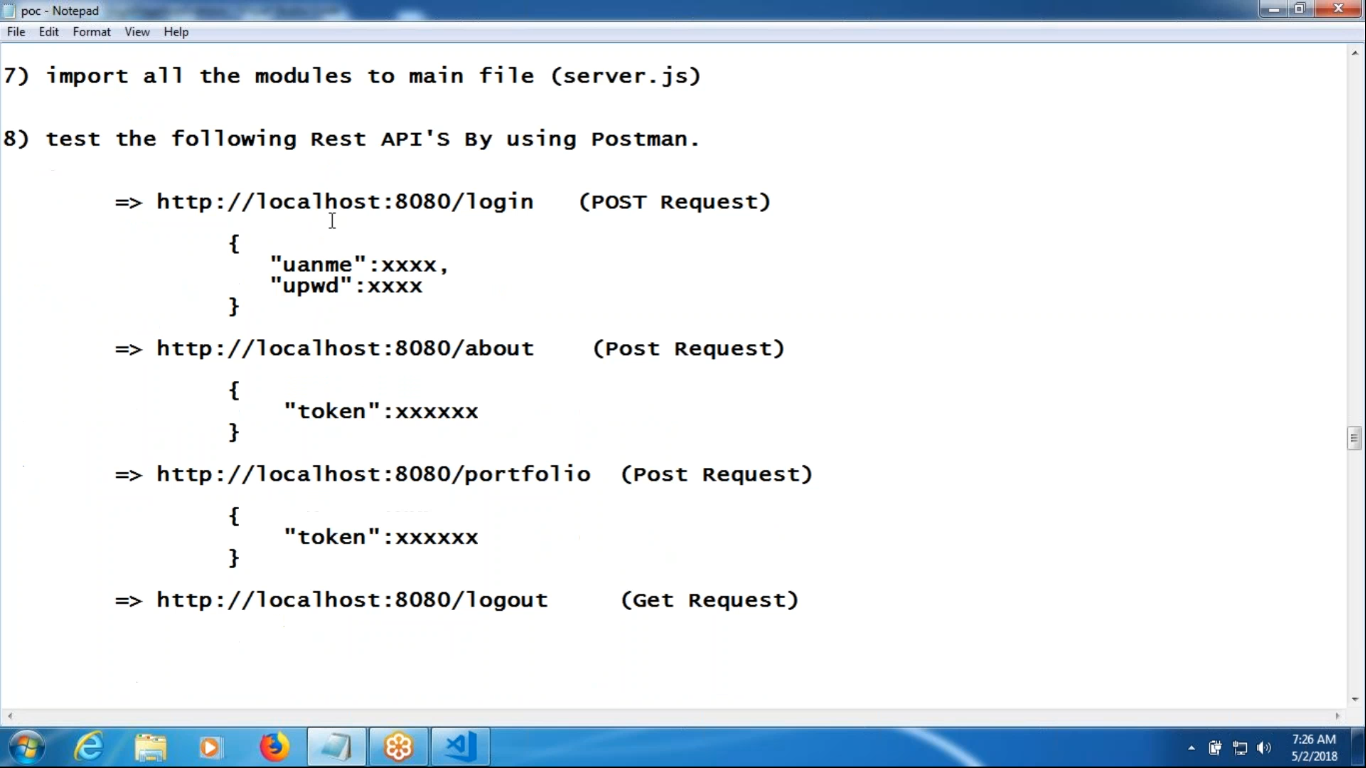 poc - Notepad
File Edit Format View Help
7) import all the modules to main file (server.js)
8) test the following Rest API'S By using Postman.
=> http://localhost:8080/login (POST Request)
{
"uanme":xxxx,
"upwd":xxxx
}
=> http://localhost:8080/about (Post Request)
{
"token":xxxxxx
}
=> http://localhost:8080/portfolio (Post Request)
{
"token":xxxxxx
}
=> http://localhost:8080/logout (Get Request)
7:26 AM
5/2/2018